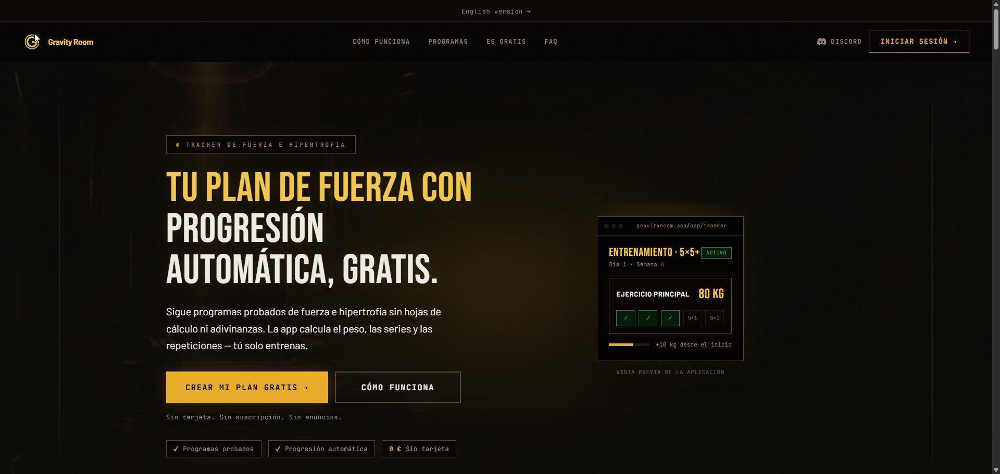 English version →
Gravity Room
CÓMO FUNCIONA
PROGRAMAS
ES GRATIS
FAQ
DISCORD
INICIAR SESIÓN →
TRACKER DE FUERZA E HIPERTROFIA
TU PLAN DE FUERZA CON
PROGRESIÓN
AUTOMÁTICA, GRATIS.
Sigue programas probados de fuerza e hipertrofia sin hojas de
cálculo ni adivinanzas. La app calcula el peso, las series y las
repeticiones — tú solo entrenas.
CREAR MI PLAN GRATIS →
CÓMO FUNCIONA
Sin tarjeta. Sin suscripción. Sin anuncios.
✓ Programas probados
✓ Progresión automática
0 € Sin tarjeta
gravityroom.app/app/tracker
ENTRENAMIENTO · 5×5+
ACTIVO
Día 1 · Semana 4
EJERCICIO PRINCIPAL
80 KG
✓ ✓ ✓ 5×1 5×1
+10 kg desde el inicio
VISTA PREVIA DE LA APLICACIÓN